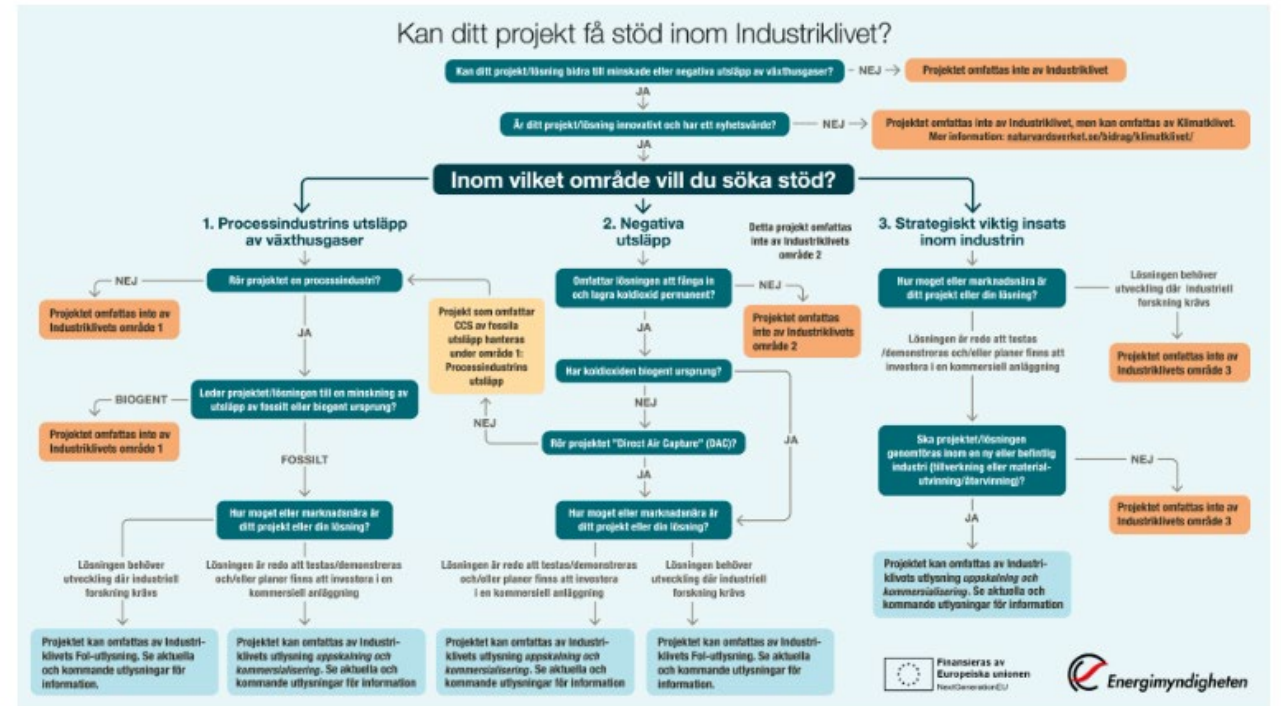 Kan ditt projekt få stöd inom Industriklivet?
Kan ditt projekt/lösning bidra till minskade eller negativa utsläpp av växthusgaser?
NEJ
Projektet omfattas inte av Industriklivet
JA
Är ditt projekt/lösning innovativt och har ett nyhetsvärde?
NEJ
Projektet omfattas inte av Industriklivet, men kan omfattas av Klimatklivet.
Mer information: naturvardsverket.se/bidrag/klimatklivet/
JA
Inom vilket område vill du söka stöd?
1. Processindustrins utsläpp
av växthusgaser
Rör projektet en processindustri?
NEJ
Projektet omfattas inte av
Industriklivets område 1
JA
Leder projektet/lösningen till en minskning av
utsläpp av fossilt eller biogent ursprung?
BIOGENT
Projektet omfattas inte av
Industriklivets område 1
FOSSILT
Hur moget eller marknadsnära är
ditt projekt eller din lösning?
Lösningen behöver
utveckling där industriell
forskning krävs
Lösningen är redo att testas/demonstreras
och/eller planer finns att investera i en
kommersiell anläggning
Projektet kan omfattas av Industri-
klivets FoI-utlysning. Se aktuella
och kommande utlysningar för
information.
Projektet kan omfattas av Industri-
klivets utlysning appskalning och
kommersialisering. Se aktuella och
kommande utlysningar för information
2. Negativa
utsläpp
Detta projekt omfattas
inte av Industriklivets
område 2
Omfattar lösningen att fånga in
och lagra koldioxid permanent?
NEJ
Projektet omfattas
inte av Industriklivets
område 2
JA
Har koldioxiden biogent ursprung?
NEJ
JA
Rör projektet "Direct Air Capture" (DAC)?
NEJ
Projekt som omfattar
CCS av fossila
utsläpp hanteras
under område 1:
Processindustrins
utsläpp
JA
Hur moget eller marknadsnära är
ditt projekt eller din lösning?
Lösningen är redo att testas/demonstreras
och/eller planer finns att investera
i en kommersiell anläggning
Lösningen behöver
utveckling där industriell
forskning krävs
Projektet kan omfattas av Industri-
klivets utlysning appskalning och
kommersialisering. Se aktuella och
kommande utlysningar för information
Projektet kan omfattas av Industri-
klivets FoI-utlysning. Se aktuella
och kommande utlysningar för
information.
3. Strategiskt viktig insats
inom industrin
Hur moget eller marknadsnära är
ditt projekt eller din lösning?
Lösningen behöver
utveckling där industriell
forskning krävs
Projektet omfattas inte av
Industriklivets område 3
Lösningen är redo att testas
/demonstreras och/eller planer finns att
investera i en kommersiell anläggning
Ska projektet/lösningen
genomföras inom en ny eller befintlig
industri (tillverkning eller material-
utvinning/återvinning)?
NEJ
Projektet omfattas inte av
Industriklivets område 3
JA
Projektet kan omfattas av Industri-
klivets utlysning appskalning och
kommersialisering. Se aktuella och
kommande utlysningar för information
Finansieras av
Europeiska unionen
NextGenerationEU
Energimyndigheten